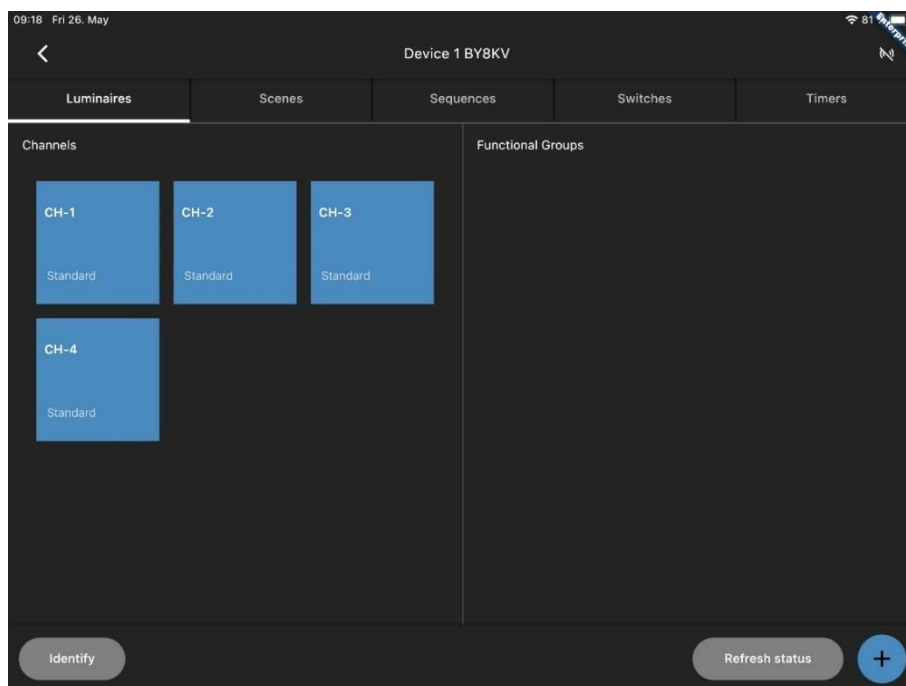 09:18 Fri 26. May
81
Device 1 BY8KV
Luminaires
Scenes
Sequences
Switches
Timers
Channels
Functional Groups
CH-1
Standard
CH-2
Standard
CH-3
Standard
CH-4
Standard
Identify
Refresh status
+